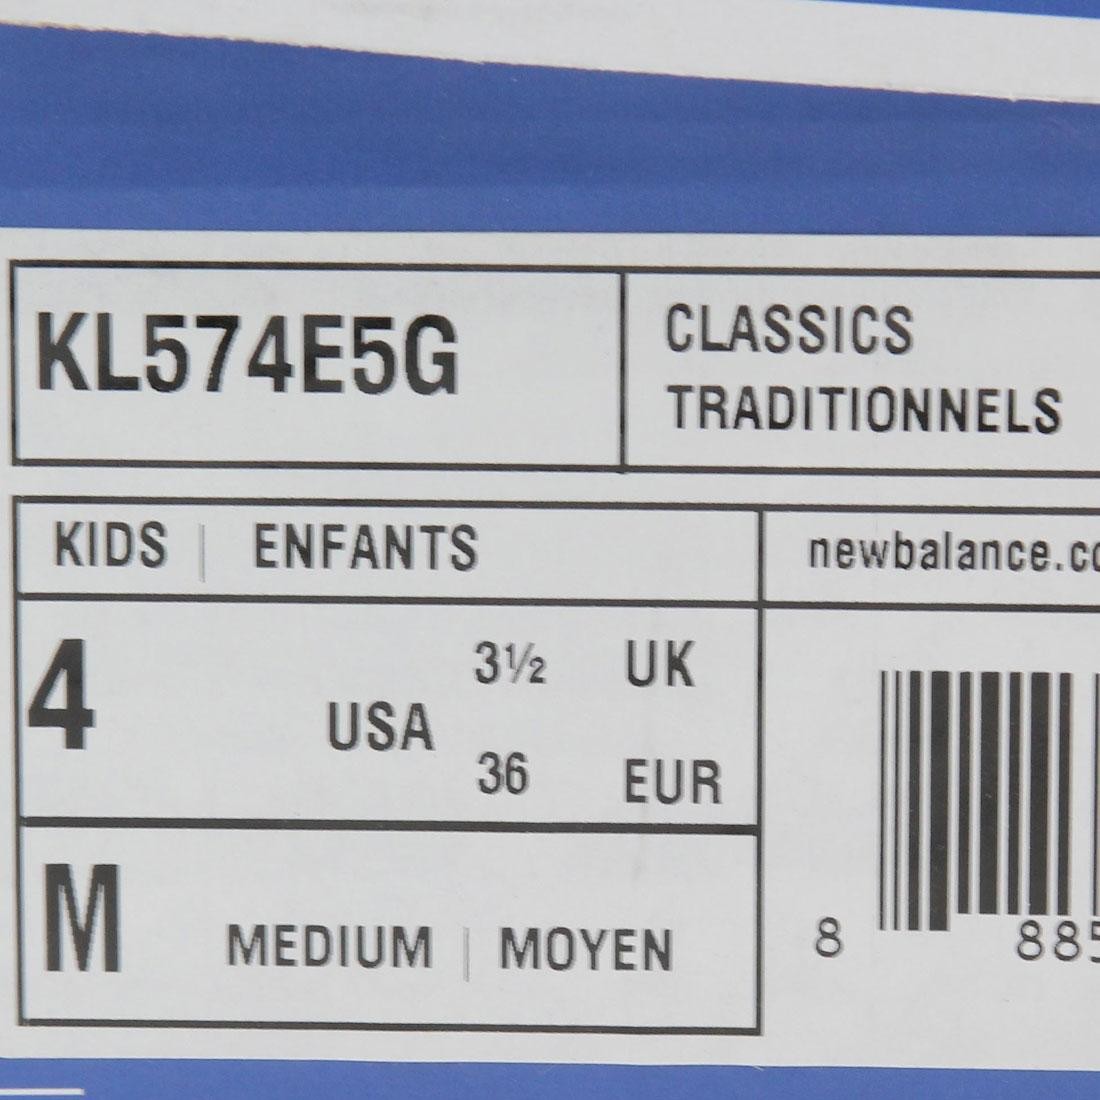 KL574E5G
CLASSICS
TRADITIONNELS
KIDS | ENFANTS
newbalance.co
4 USA
3½ UK
36 EUR
M MEDIUM | MOYEN
8 885